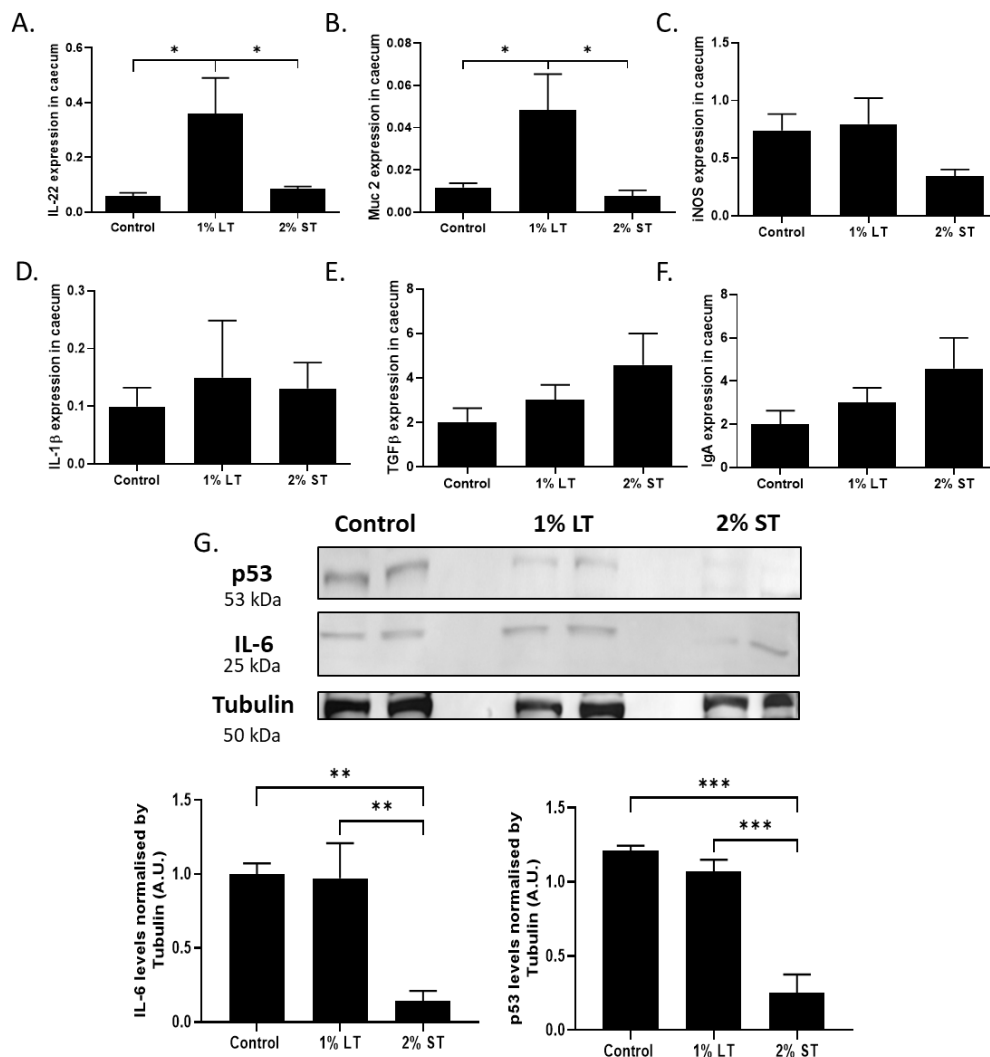 A.
IL-22 expression in caecum
0.6
0.4
0.2
0.0
* *
Control 1% LT 2% ST
B.
Muc 2 expression in caecum
0.08
0.06
0.04
0.02
0.00
* *
Control 1% LT 2% ST
C.
iNOS expression in caecum
1.5
1.0
0.5
0.0
Control 1% LT 2% ST
D.
IL-1β expression in caecum
0.3
0.2
0.1
0.0
Control 1% LT 2% ST
E.
TGFβ expression in caecum
8
6
4
2
0
Control 1% LT 2% ST
F.
IgA expression in caecum
8
6
4
2
0
Control 1% LT 2% ST
G.
Control 1% LT 2% ST
p53
53 kDa
IL-6
25 kDa
Tubulin
50 kDa
IL-6 levels normalised by
Tubulin (A.U.)
1.5
1.0
0.5
0.0
**
**
Control 1% LT 2% ST
p53 levels normalised by
Tubulin (A.U.)
1.5
1.0
0.5
0.0
***
***
Control 1% LT 2% ST